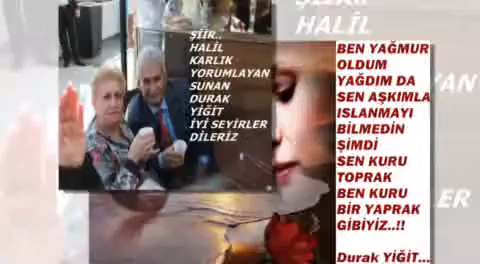 ŞİİR..
HALİL
ŞİİR..
HALİL
KARLIK
YORUMLAYAN
SUNAN
DURAK
YİĞİT
İYİ SEYİRLER
DİLERİZ
BEN YAĞMUR
OLDUM
YAĞDIM DA
SEN AŞKIMLA
ISLANMAYI
BİLMEDİN
ŞİMDİ
SEN KURU
TOPRAK
BEN KURU
BİR YAPRAK
GİBİYİZ..!!
Durak YİĞİT...